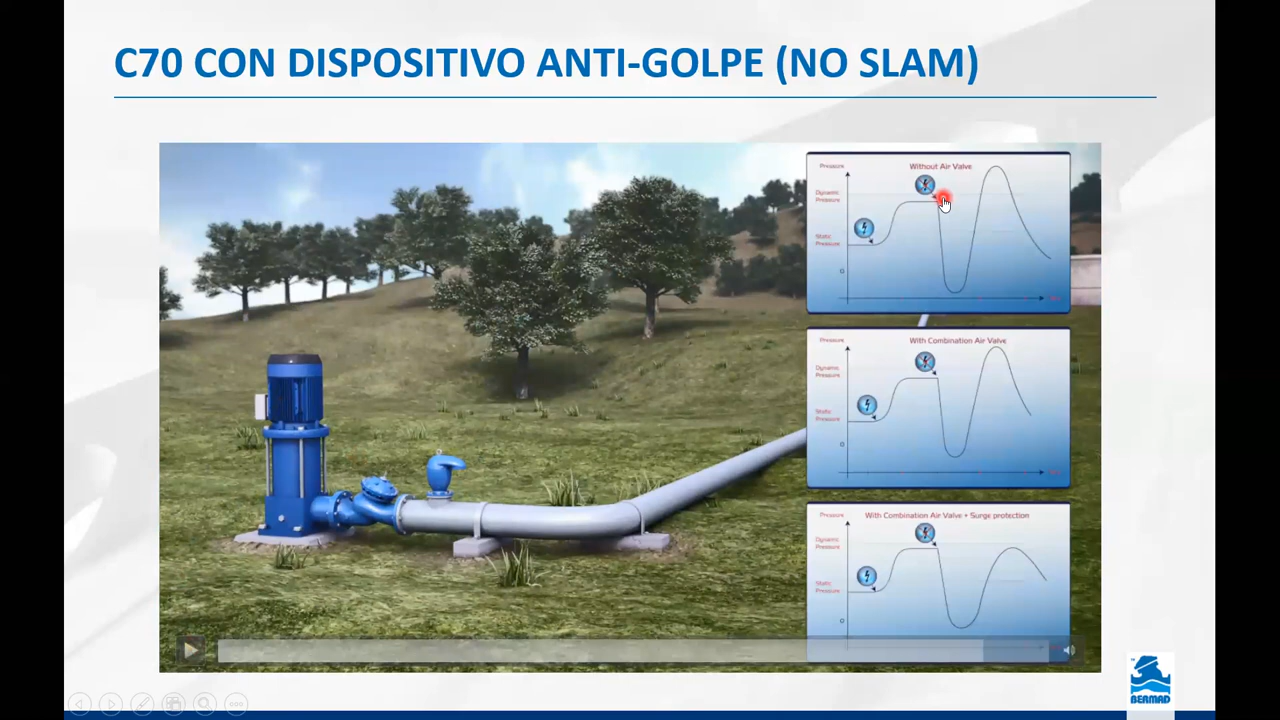 C70 CON DISPOSITIVO ANTI-GOLPE (NO SLAM)
Without Air Valve
Pressure
Dynamic
Pressure
Static
Pressure
0
With Combination Air Valve
Pressure
Dynamic
Pressure
Static
Pressure
0
With Combination Air Valve + Surge protection
Pressure
Dynamic
Pressure
Static
Pressure
0
BERMAD